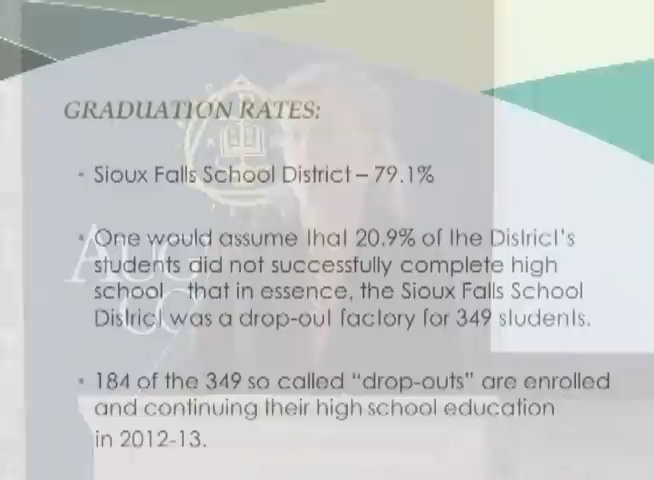 GRADUATION RATES:
• Sioux Falls School District – 79.1%
• One would assume that 20.9% of the District's
students did not successfully complete high
school that in essence, the Sioux Falls School
District was a drop-out factory for 349 students.
• 184 of the 349 so called "drop-outs" are enrolled
and continuing their high school education
in 2012-13.